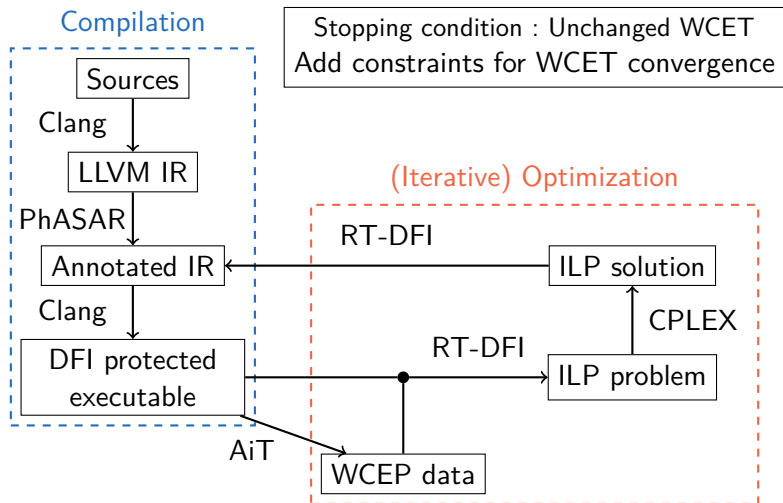 Compilation
Stopping condition : Unchanged WCET
Add constraints for WCET convergence
Sources
Clang
LLVM IR
(Iterative) Optimization
PhASAR
RT-DFI
Annotated IR
ILP solution
Clang
CPLEX
RT-DFI
DFI protected
executable
ILP problem
AiT
WCEP data